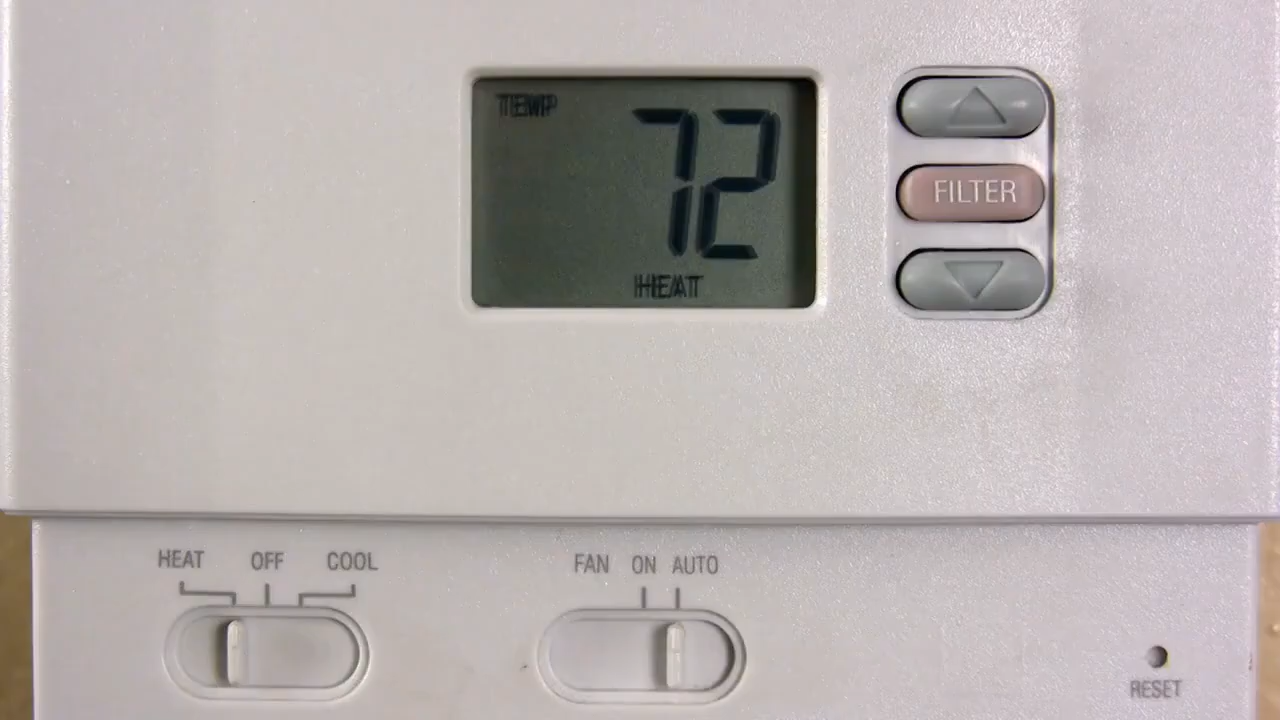 TEMP
72
HEAT
FILTER
HEAT OFF COOL
FAN ON AUTO
RESET